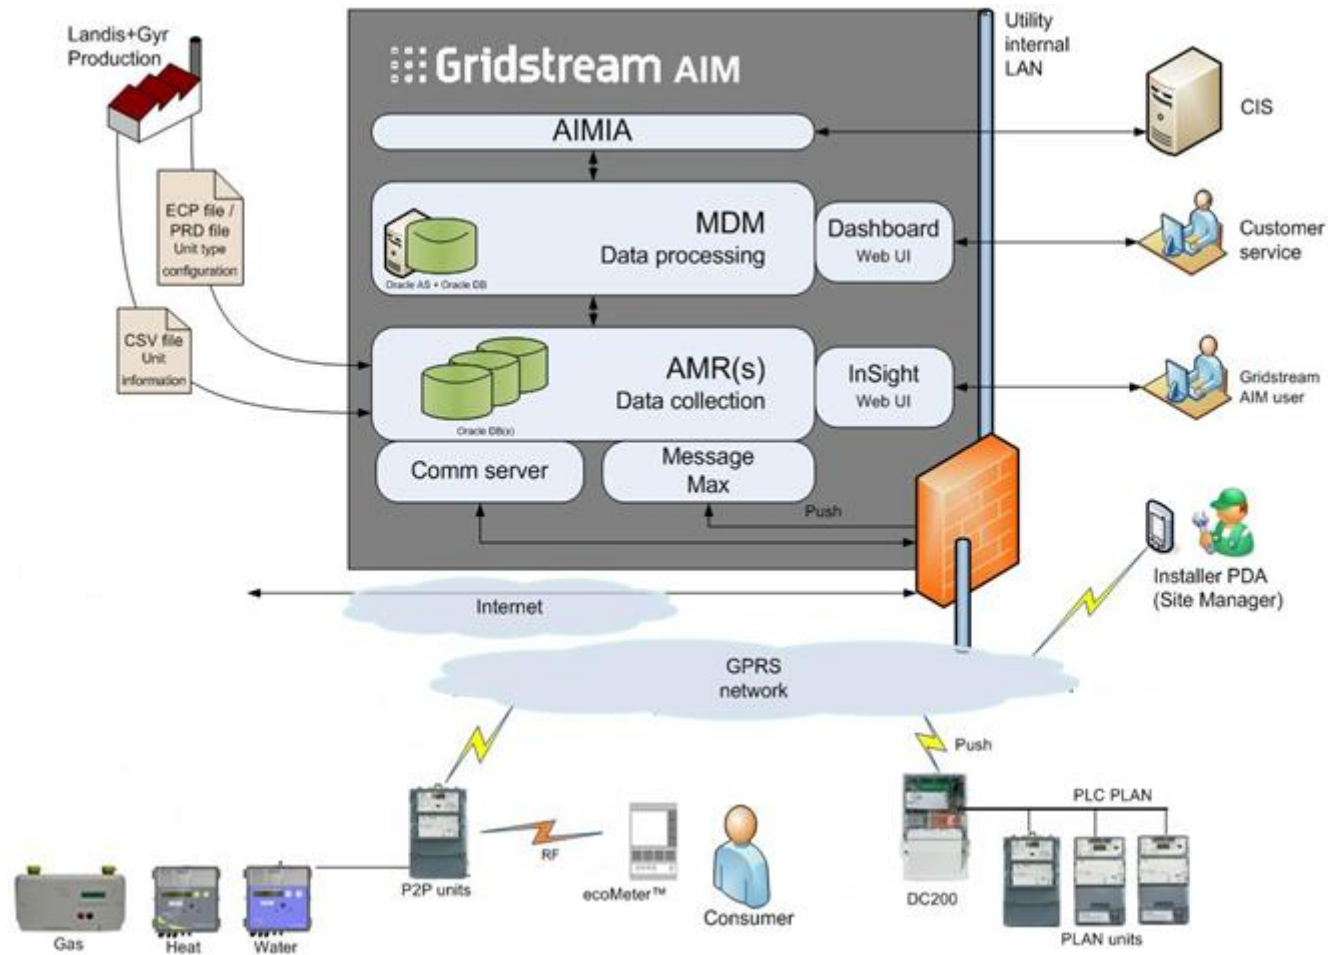 Landis+Gyr
Production
Utility
internal
LAN
Gridstream AIM
AIMIA
CIS
ECP file /
PRD file
Unit type
configuration
MDM
Data processing
Oracle AS + Oracle DB
Dashboard
Web UI
Customer
service
CSV file
Unit
information
AMR(s)
Data collection
Oracle DB(s)
InSight
Web UI
Gridstream
AIM user
Comm server
Message
Max
Push
Installer PDA
(Site Manager)
Internet
GPRS
network
Push
PLC PLAN
RF
P2P units
ecoMeter™
Consumer
DC200
PLAN units
Gas
Heat
Water